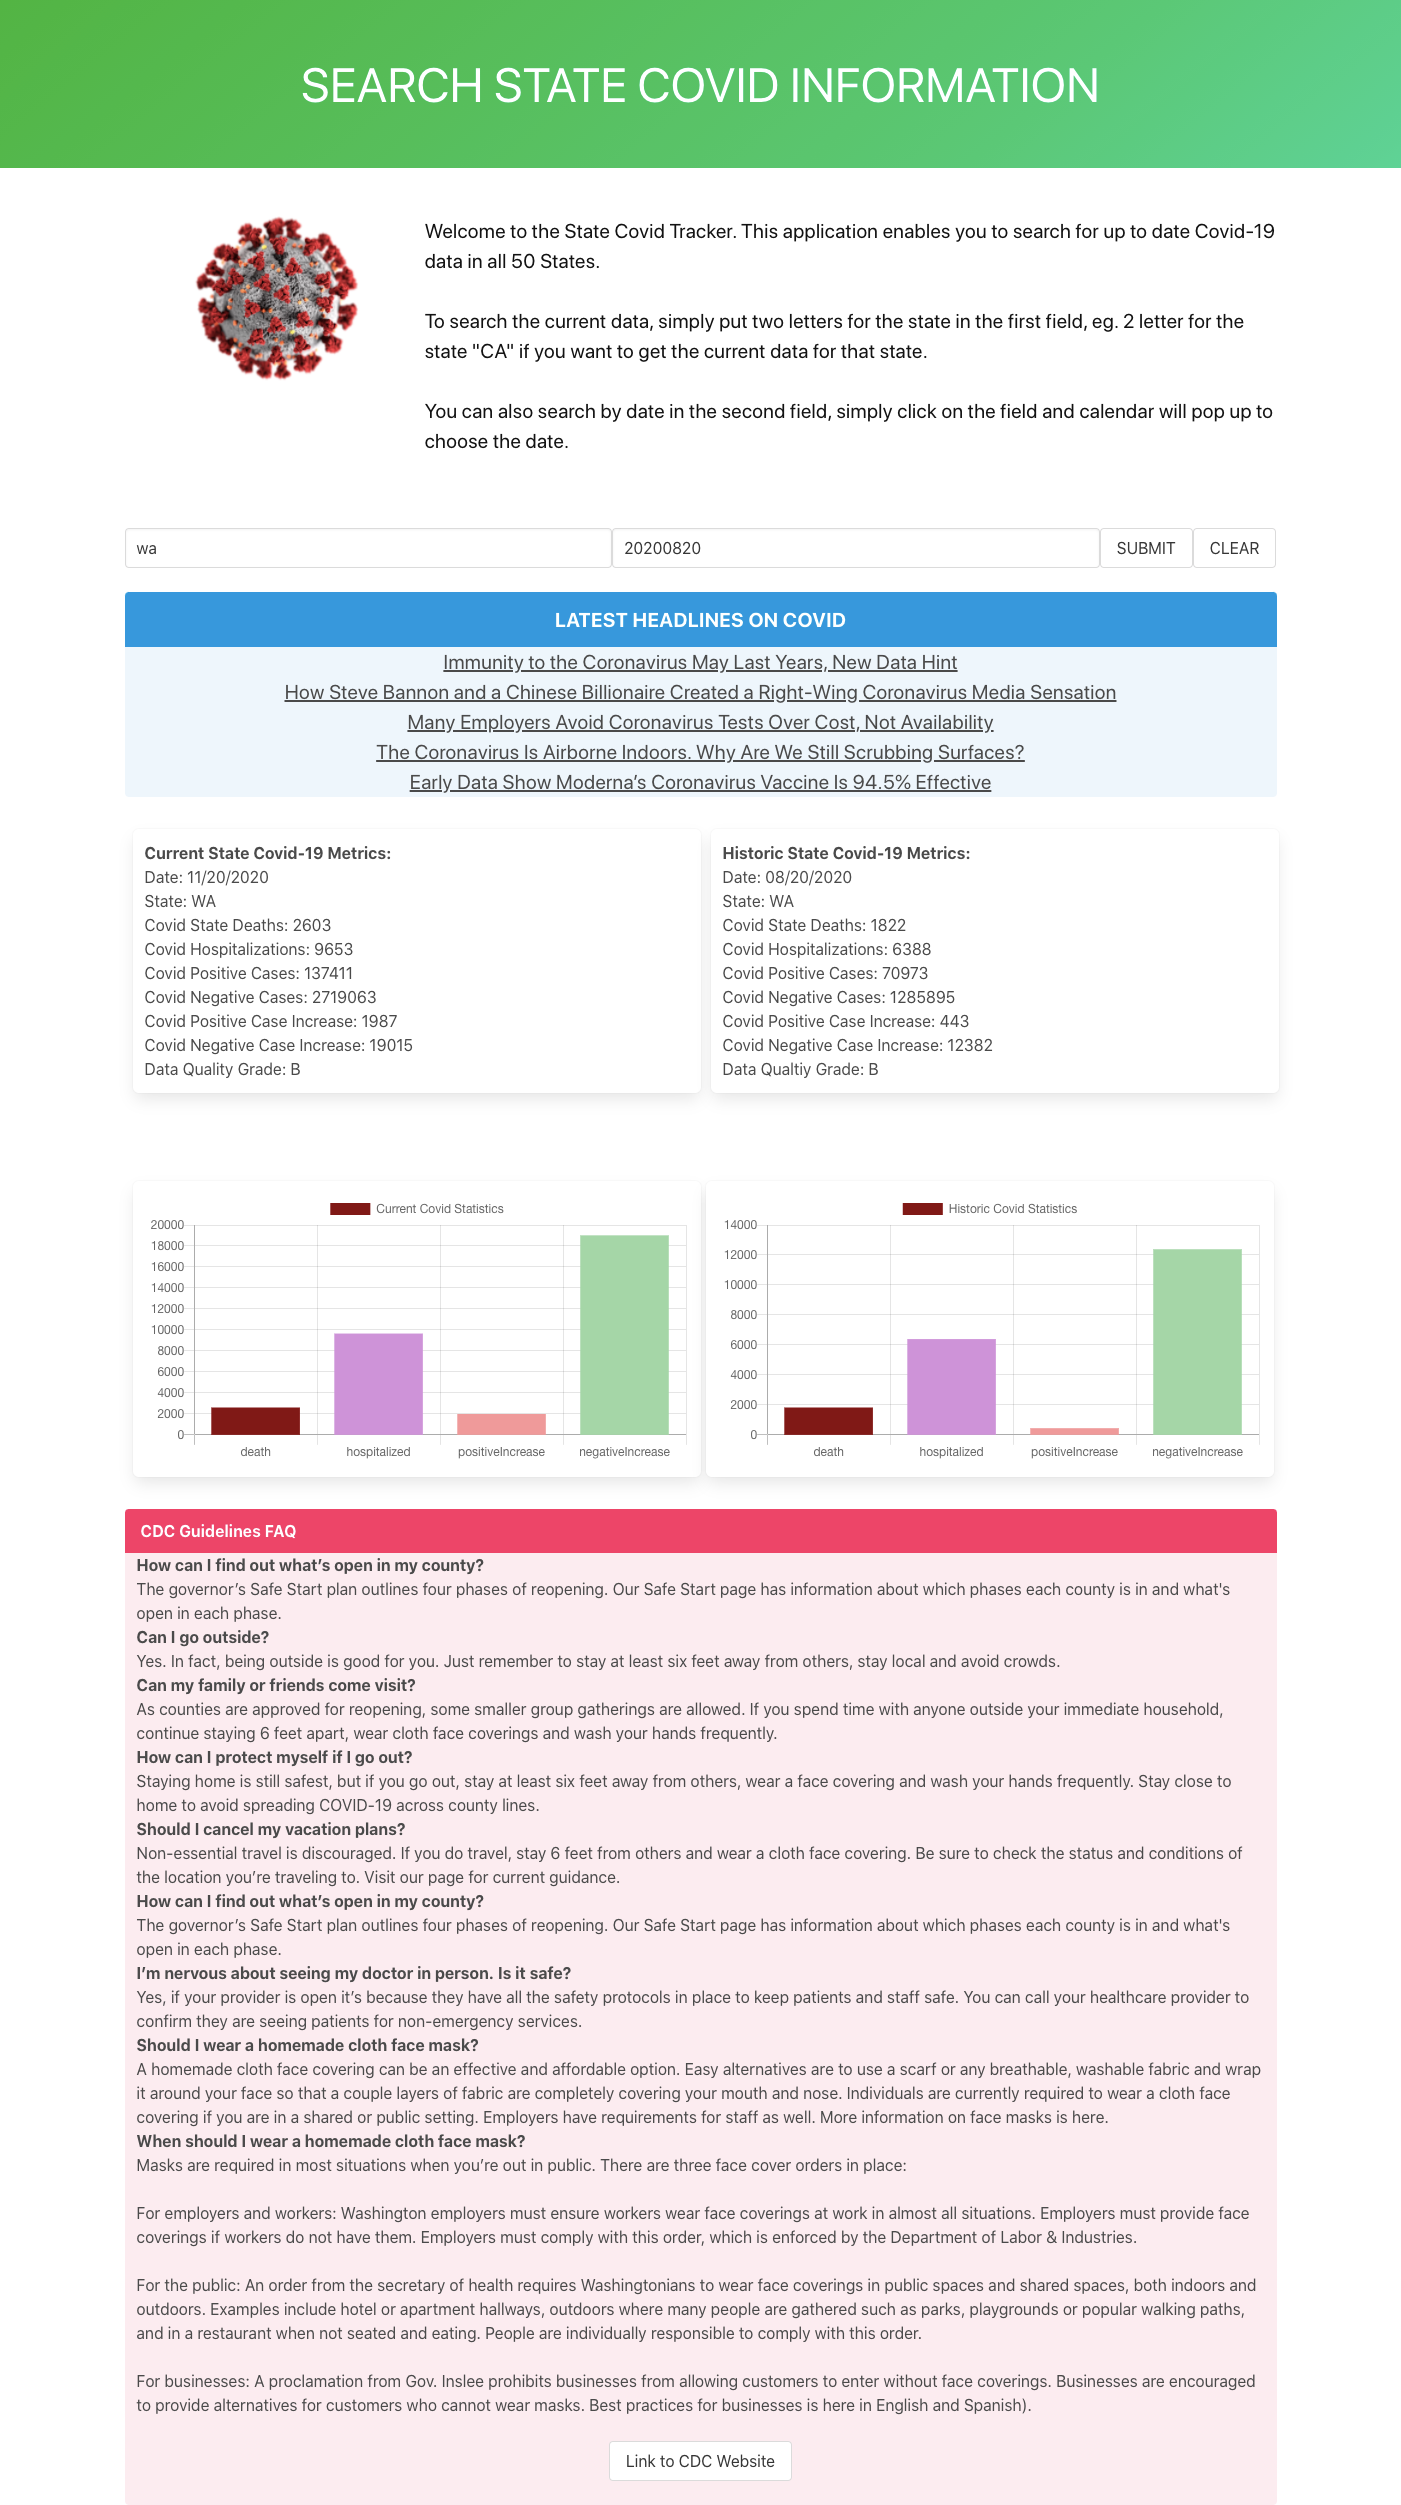 SEARCH STATE COVID INFORMATION
Welcome to the State Covid Tracker. This application enables you to search for up to date Covid-19
data in all 50 States.
To search the current data, simply put two letters for the state in the first field, eg. 2 letter for the
state "CA" if you want to get the current data for that state.
You can also search by date in the second field, simply click on the field and calendar will pop up to
choose the date.
wa 20200820 SUBMIT CLEAR
LATEST HEADLINES ON COVID
Immunity to the Coronavirus May Last Years, New Data Hint
How Steve Bannon and a Chinese Billionaire Created a Right-Wing Coronavirus Media Sensation
Many Employers Avoid Coronavirus Tests Over Cost, Not Availability
The Coronavirus Is Airborne Indoors. Why Are We Still Scrubbing Surfaces?
Early Data Show Moderna’s Coronavirus Vaccine Is 94.5% Effective
Current State Covid-19 Metrics:
Date: 11/20/2020
State: WA
Covid State Deaths: 2603
Covid Hospitalizations: 9653
Covid Positive Cases: 137411
Covid Negative Cases: 2719063
Covid Positive Case Increase: 1987
Covid Negative Case Increase: 19015
Data Quality Grade: B
Historic State Covid-19 Metrics:
Date: 08/20/2020
State: WA
Covid State Deaths: 1822
Covid Hospitalizations: 6388
Covid Positive Cases: 70973
Covid Negative Cases: 1285895
Covid Positive Case Increase: 443
Covid Negative Case Increase: 12382
Data Qualtiy Grade: B
Current Covid Statistics
20000
18000
16000
14000
12000
10000
8000
6000
4000
2000
0
death hospitalized positiveIncrease negativeIncrease
Historic Covid Statistics
14000
12000
10000
8000
6000
4000
2000
0
death hospitalized positiveIncrease negativeIncrease
CDC Guidelines FAQ
How can I find out what’s open in my county?
The governor’s Safe Start plan outlines four phases of reopening. Our Safe Start page has information about which phases each county is in and what's
open in each phase.
Can I go outside?
Yes. In fact, being outside is good for you. Just remember to stay at least six feet away from others, stay local and avoid crowds.
Can my family or friends come visit?
As counties are approved for reopening, some smaller group gatherings are allowed. If you spend time with anyone outside your immediate household,
continue staying 6 feet apart, wear cloth face coverings and wash your hands frequently.
How can I protect myself if I go out?
Staying home is still safest, but if you go out, stay at least six feet away from others, wear a face covering and wash your hands frequently. Stay close to
home to avoid spreading COVID-19 across county lines.
Should I cancel my vacation plans?
Non-essential travel is discouraged. If you do travel, stay 6 feet from others and wear a cloth face covering. Be sure to check the status and conditions of
the location you’re traveling to. Visit our page for current guidance.
How can I find out what’s open in my county?
The governor’s Safe Start plan outlines four phases of reopening. Our Safe Start page has information about which phases each county is in and what's
open in each phase.
I’m nervous about seeing my doctor in person. Is it safe?
Yes, if your provider is open it’s because they have all the safety protocols in place to keep patients and staff safe. You can call your healthcare provider to
confirm they are seeing patients for non-emergency services.
Should I wear a homemade cloth face mask?
A homemade cloth face covering can be an effective and affordable option. Easy alternatives are to use a scarf or any breathable, washable fabric and wrap
it around your face so that a couple layers of fabric are completely covering your mouth and nose. Individuals are currently required to wear a cloth face
covering if you are in a shared or public setting. Employers have requirements for staff as well. More information on face masks is here.
When should I wear a homemade cloth face mask?
Masks are required in most situations when you’re out in public. There are three face cover orders in place:
For employers and workers: Washington employers must ensure workers wear face coverings at work in almost all situations. Employers must provide face
coverings if workers do not have them. Employers must comply with this order, which is enforced by the Department of Labor & Industries.
For the public: An order from the secretary of health requires Washingtonians to wear face coverings in public spaces and shared spaces, both indoors and
outdoors. Examples include hotel or apartment hallways, outdoors where many people are gathered such as parks, playgrounds or popular walking paths,
and in a restaurant when not seated and eating. People are individually responsible to comply with this order.
For businesses: A proclamation from Gov. Inslee prohibits businesses from allowing customers to enter without face coverings. Businesses are encouraged
to provide alternatives for customers who cannot wear masks. Best practices for businesses is here in English and Spanish).
Link to CDC Website